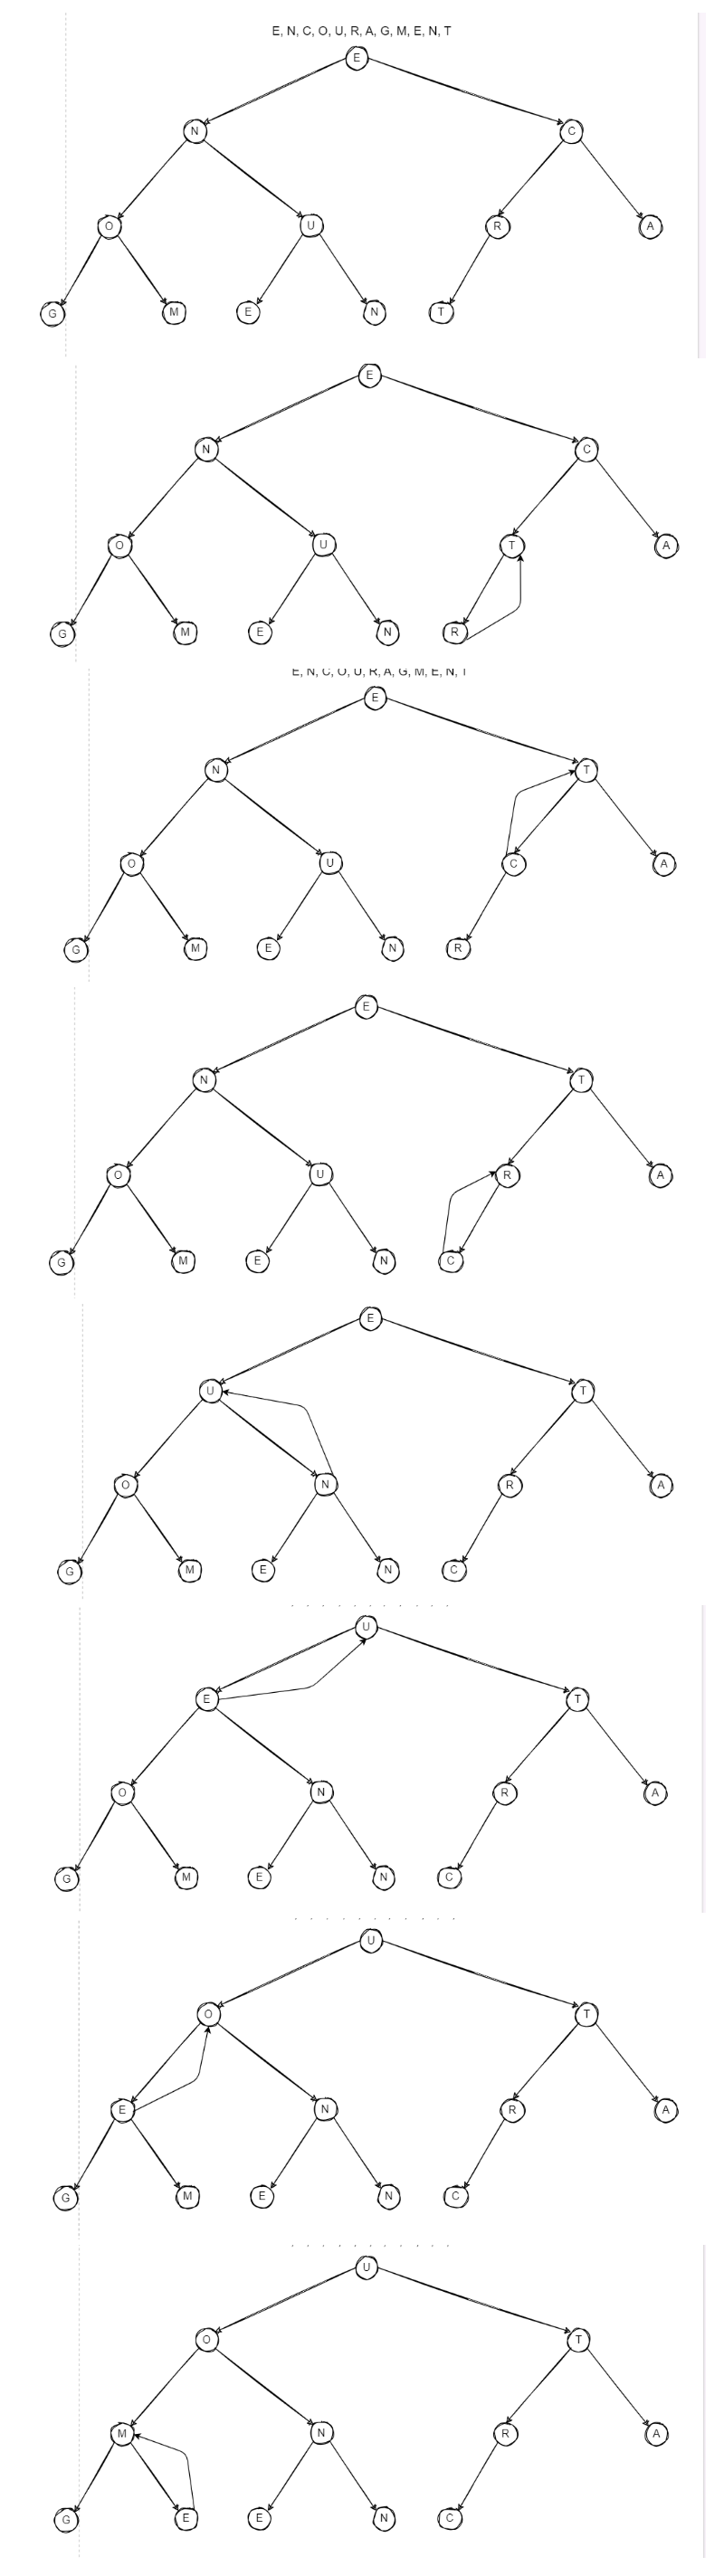 E, N, C, O, U, R, A, G, M, E, N, T
E
N C
O U R A
G M E N T
E
N C
O U T A
G M E N R
E, N, C, O, U, R, A, G, M, E, N, T
E
N T
O U C A
G M E N R
E
N T
O U R A
G M E N C
E
U T
O N R A
G M E N C
U
E T
O N R A
G M E N C
U
O T
E N R A
G M E N C
U
O T
M N R A
G E E N C